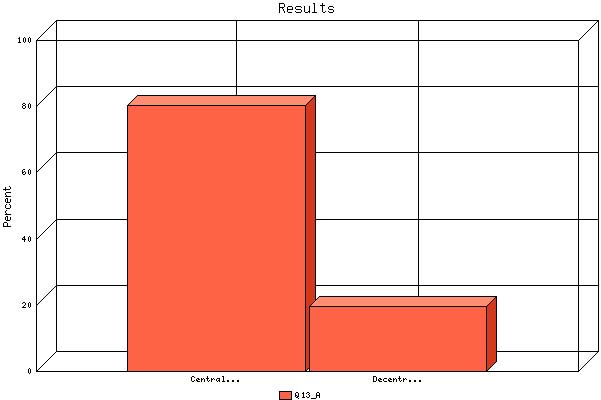 Results
100
80
60
40
20
0
Percent
Central...
Decentr...
Q13_A